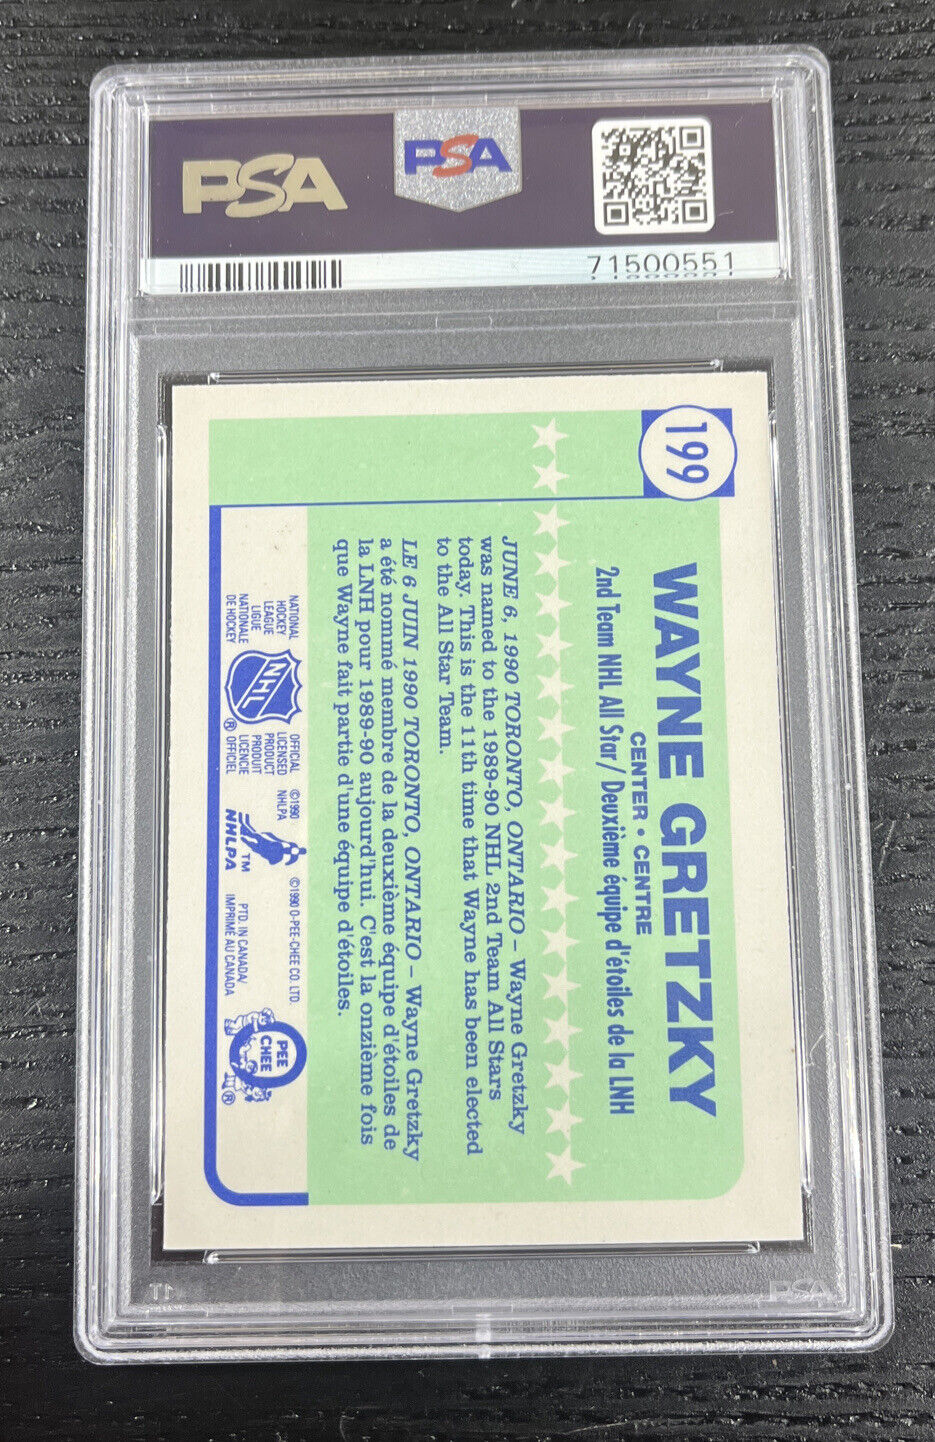 PSA
PSA
71500551
199
WAYNE GRETZKY
CENTER • CENTRE
2nd Team NHL All Star/Deuxième équipe d'étoiles de la LNH
JUNE 6, 1990 TORONTO, ONTARIO – Wayne Gretzky
was named to the 1989-90 NHL 2nd Team All Stars
today. This is the 11th time that Wayne has been elected
to the All Star Team.
LE 6 JUIN 1990 TORONTO, ONTARIO – Wayne Gretzky
a été nommé membre de la deuxième équipe d'étoiles de
la LNH pour 1989-90 aujourd'hui. C'est la onzième fois
que Wayne fait partie d'une équipe d'étoiles.
NATIONAL
HOCKEY
LEAGUE
LIGUE
NATIONALE
DE HOCKEY
NHL
®
OFFICIAL
LICENSED
PRODUCT
PRODUIT
LICENCIE
OFFICIEL
©1990
NHLPA
TM
NHLPA
©1990 O-PEE-CHEE CO. LTD
PTD. IN CANADA/
IMPRIMÉ AU CANADA
O
PEE
CHEE
®
PSA